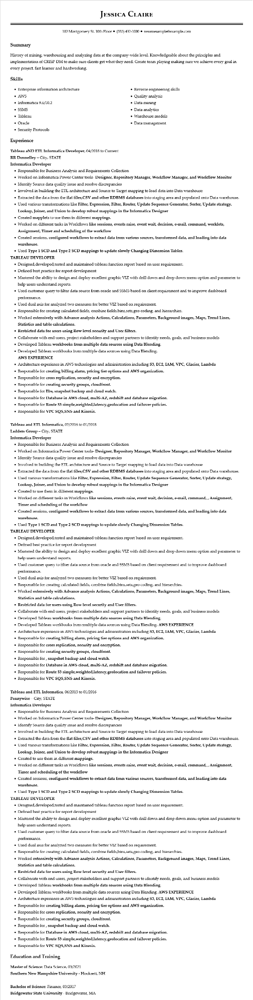 Jessica Claire
100 Montgomery St. 10th Floor • (555) 432-1000 • resumesample@example.com
Summary
History of mining, warehousing and analyzing data at the company-wide level. Knowledgeable about the principles and
implementation of CRISP-DM to make sure clients get what they need. Create team playing making sure we achieve every goal in
every project. fast learner and hardworking.
Skills
• Enterprise information architecture
• AWS
• Informatica 9.6/10.2
• SSMS
• Tableau
• Oracle
• Security Protocols
• Reverse engineering skills
• Quality analysis
• Data mining
• Data analytics
• Warehouse models
• Data management
Experience
Tableau aND ETL Informatica Developer, 04/2018 to Current
RR Donnelley – City, STATE
Informatica Developer
• Responsible for Business Analysis and Requirements Collection
• Worked on Informatica Power Center tools- Designer, Repository Manager, Workflow Manager, and Workflow Monitor
• Identify Source data quality issue and resolve discrepancies
• Involved in building the ETL architecture and Source to Target mapping to load data into Data warehouse
• Extracted the data from the flat files,CSV and other RDBMS databases into staging area and populated onto Data warehouse.
• Used various transformations like Filter, Expression, Filter, Router, Update Sequence Generator, Sorter, Update strategy,
Lookup, Joiner, and Union to develop robust mappings in the Informatica Designer
• Created mapplets to use them in different mappings.
• Worked on different tasks in Workflows like sessions, events raise, event wait, decision, e-mail, command, worklets,
Assignment, Timer and scheduling of the workflow
• Created sessions, configured workflows to extract data from various sources, transformed data, and loading into data
warehouse.
• Used Type 1 SCD and Type 2 SCD mappings to update slowly Changing Dimension Tables.
TABLEAU DEVELOPER
• Designed,developed,tested and maintained tableau function report based on user requirement.
• Defined best practice for report development
• Mastered the ability to design and deploy excellent graphic VIZ with drill down and drop down menu option and parameter to
help users understand reports.
• Used customer query to filter data source from oracle and SSMS based on client requirement and to improve dashboard
performance.
• Used dual axis for analyzed two measures for better VIZ based on requirement.
• Responsible for creating calculated fields, combine fields,bins,sets,geo coding, and hierarchies.
• Worked extensively with Advance analysis Actions, Calculations, Parameters, Background images, Maps, Trend Lines,
Statistics and table calculations.
• Restricted data for users using Row level security and User filters.
• Collaborate with end users, project stakeholders and support partners to identify needs, goals, and business models
• Developed Tableau workbooks from multiple data sources using Data Blending.
• Developed Tableau workbooks from multiple data sources using Data Blending.
AWS EXPERIENCE
• Architecture experience in AWS technologies and administration including S3, EC2, IAM, VPC, Glacier, Lambda
• Responsible for creating billing alarm, pricing tier options and AWS organization.
• Responsible for cross replication, security and encryption.
• Responsible for creating security groups, cloudfront.
• Responsible for Ebs, snapshot backup and cloud watch.
• Responsible for Database in AWS cloud, multi-AZ, redshift and database migration.
• Responsible for Route 53 simple,weighted,latency,geolocation and failover policies.
• Responsible for VPC SQS,SNS and Kinesis.
Tableau and ETL Informatica, 02/2016 to 01/2018
Ladders Group – City, STATE
Informatica Developer
• Responsible for Business Analysis and Requirements Collection
• Worked on Informatica Power Center tools- Designer, Repository Manager, Workflow Manager, and Workflow Monitor
• Identify Source data quality issue and resolve discrepancies
• Involved in building the ETL architecture and Source to Target mapping to load data into Data warehouse
• Extracted the data from the flat files,CSV and other RDBMS databases into staging area and populated onto Data warehouse.
• Used various transformations like Filter, Expression, Filter, Router, Update Sequence Generator, Sorter, Update strategy,
Lookup, Joiner, and Union to develop robust mappings in the Informatica Designer
• Created to use them in different mappings.
• Worked on different tasks in Workflows like sessions, events raise, event wait, decision, e-mail, command, , Assignment,
Timer and scheduling of the workflow
• Created sessions, configured workflows to extract data from various sources, transformed data, and loading into data
warehouse.
• Used Type 1 SCD and Type 2 SCD mappings to update slowly Changing Dimension Tables.
TABLEAU DEVELOPER
• Designed,developed,tested and maintained tableau function report based on user requirement.
• Defined best practice for report development
• Mastered the ability to design and deploy excellent graphic VIZ with drill down and drop down menu option and parameter to
help users understand reports.
• Used customer query to filter data source from oracle and SSMS based on client requirement and to improve dashboard
performance.
• Used dual axis for analyzed two measures for better VIZ based on requirement.
• Responsible for creating calculated fields, combine fields,bins,sets,geo coding, and hierarchies.
• Worked extensively with Advance analysis Actions, Calculations, Parameters, Background images, Maps, Trend Lines,
Statistics and table calculations.
• Restricted data for users using Row level security and User filters.
• Collaborate with end users, project stakeholders and support partners to identify needs, goals, and business models
• Developed Tableau workbooks from multiple data sources using Data Blending.
• Developed Tableau workbooks from multiple data sources using Data Blending. AWS EXPERIENCE
• Architecture experience in AWS technologies and administration including S3, EC2, IAM, VPC, Glacier, Lambda
• Responsible for creating billing alarm, pricing tier options and AWS organization.
• Responsible for cross replication, security and encryption.
• Responsible for creating security groups, cloudfront.
• Responsible for , snapshot backup and cloud watch.
• Responsible for Database in AWS cloud, multi-AZ, redshift and database migration.
• Responsible for Route 53 simple,weighted,latency,geolocation and failover policies.
• Responsible for VPC SQS,SNS and Kinesis.
Tableau and ETL Informatica, 06/2015 to 01/2016
Pennywise – City, STATE
Informatica Developer
• Responsible for Business Analysis and Requirements Collection
• Worked on Informatica Power Center tools- Designer, Repository Manager, Workflow Manager, and Workflow Monitor
• Identify Source data quality issue and resolve discrepancies
• Involved in building the ETL architecture and Source to Target mapping to load data into Data warehouse
• Extracted the data from the flat files,CSV and other RDBMS databases into staging area and populated onto Data warehouse.
• Used various transformations like Filter, Expression, Filter, Router, Update Sequence Generator, Sorter, Update strategy,
Lookup, Joiner, and Union to develop robust mappings in the Informatica Designer
• Created to use them in different mappings.
• Worked on different tasks in Workflows like sessions, events raise, event wait, decision, e-mail, command, , Assignment,
Timer and scheduling of the workflow
• Created sessions, configured workflows to extract data from various sources, transformed data, and loading into data
warehouse.
• Used Type 1 SCD and Type 2 SCD mappings to update slowly Changing Dimension Tables.
TABLEAU DEVELOPER
• Designed,developed,tested and maintained tableau function report based on user requirement.
• Defined best practice for report development
• Mastered the ability to design and deploy excellent graphic VIZ with drill down and drop down menu option and parameter to
help users understand reports.
• Used customer query to filter data source from oracle and SSMS based on client requirement and to improve dashboard
performance.
• Used dual axis for analyzed two measures for better VIZ based on requirement.
• Responsible for creating calculated fields, combine fields,bins,sets,geo coding, and hierarchies.
• Worked extensively with Advance analysis Actions, Calculations, Parameters, Background images, Maps, Trend Lines,
Statistics and table calculations.
• Restricted data for users using Row level security and User filters.
• Collaborate with end users, project stakeholders and support partners to identify needs, goals, and business models
• Developed Tableau workbooks from multiple data sources using Data Blending.
• Developed Tableau workbooks from multiple data sources using Data Blending. AWS EXPERIENCE
• Architecture experience in AWS technologies and administration including S3, EC2, IAM, VPC, Glacier, Lambda
• Responsible for creating billing alarm, pricing tier options and AWS organization.
• Responsible for cross replication, security and encryption.
• Responsible for creating security groups, cloudfront.
• Responsible for , snapshot backup and cloud watch.
• Responsible for Database in AWS cloud, multi-AZ, redshift and database migration.
• Responsible for Route 53 simple,weighted,latency,geolocation and failover policies.
• Responsible for VPC SQS,SNS and Kinesis.
Education and Training
Master of Science: Data Science, 03/2021
Southern New Hampshire University - Hooksett, NH
Bachelor of Science: Finance, 03/2017
Bridgewater State University - Bridgewater, MA